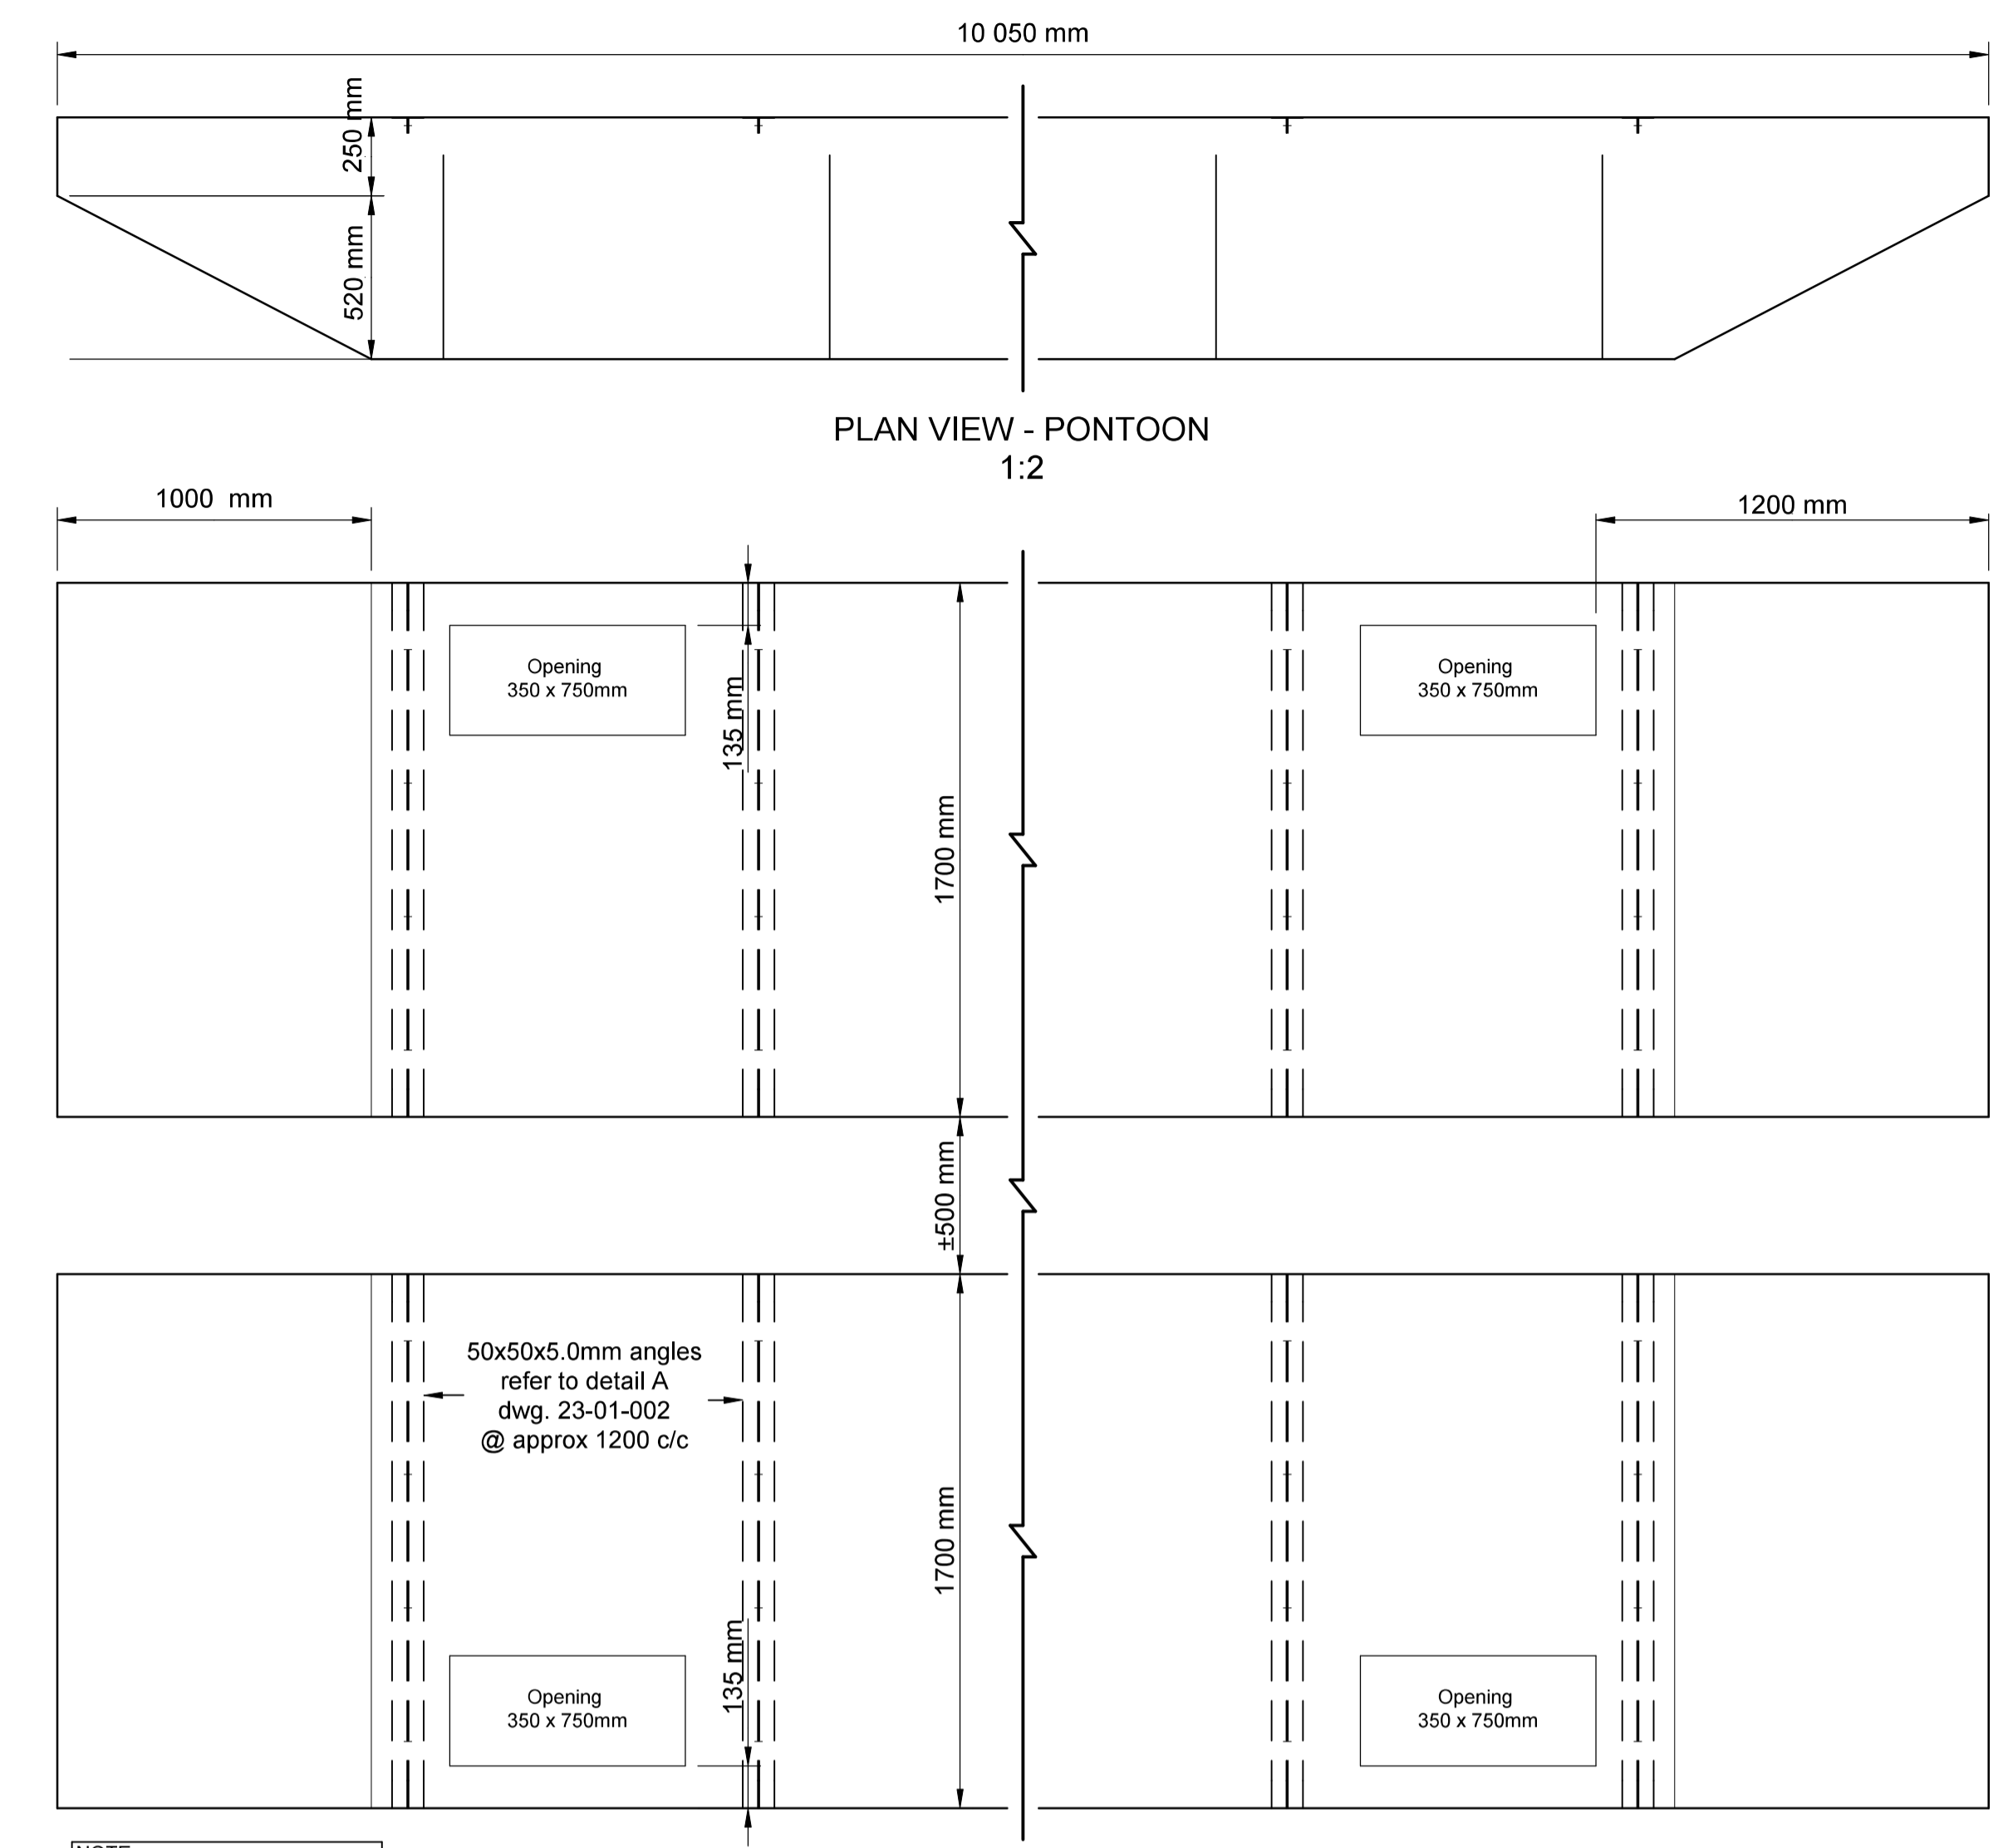 10 050 mm
250 mm
520 mm
PLAN VIEW - PONTOON
1:2
1000 mm
1200 mm
Opening
350 x 750mm
135 mm
Opening
350 x 750mm
1700 mm
±500 mm
50x50x5.0mm angles
refer to detail A
dwg. 23-01-002
@ approx 1200 c/c
1700 mm
135 mm
Opening
350 x 750mm
Opening
350 x 750mm
NOTE